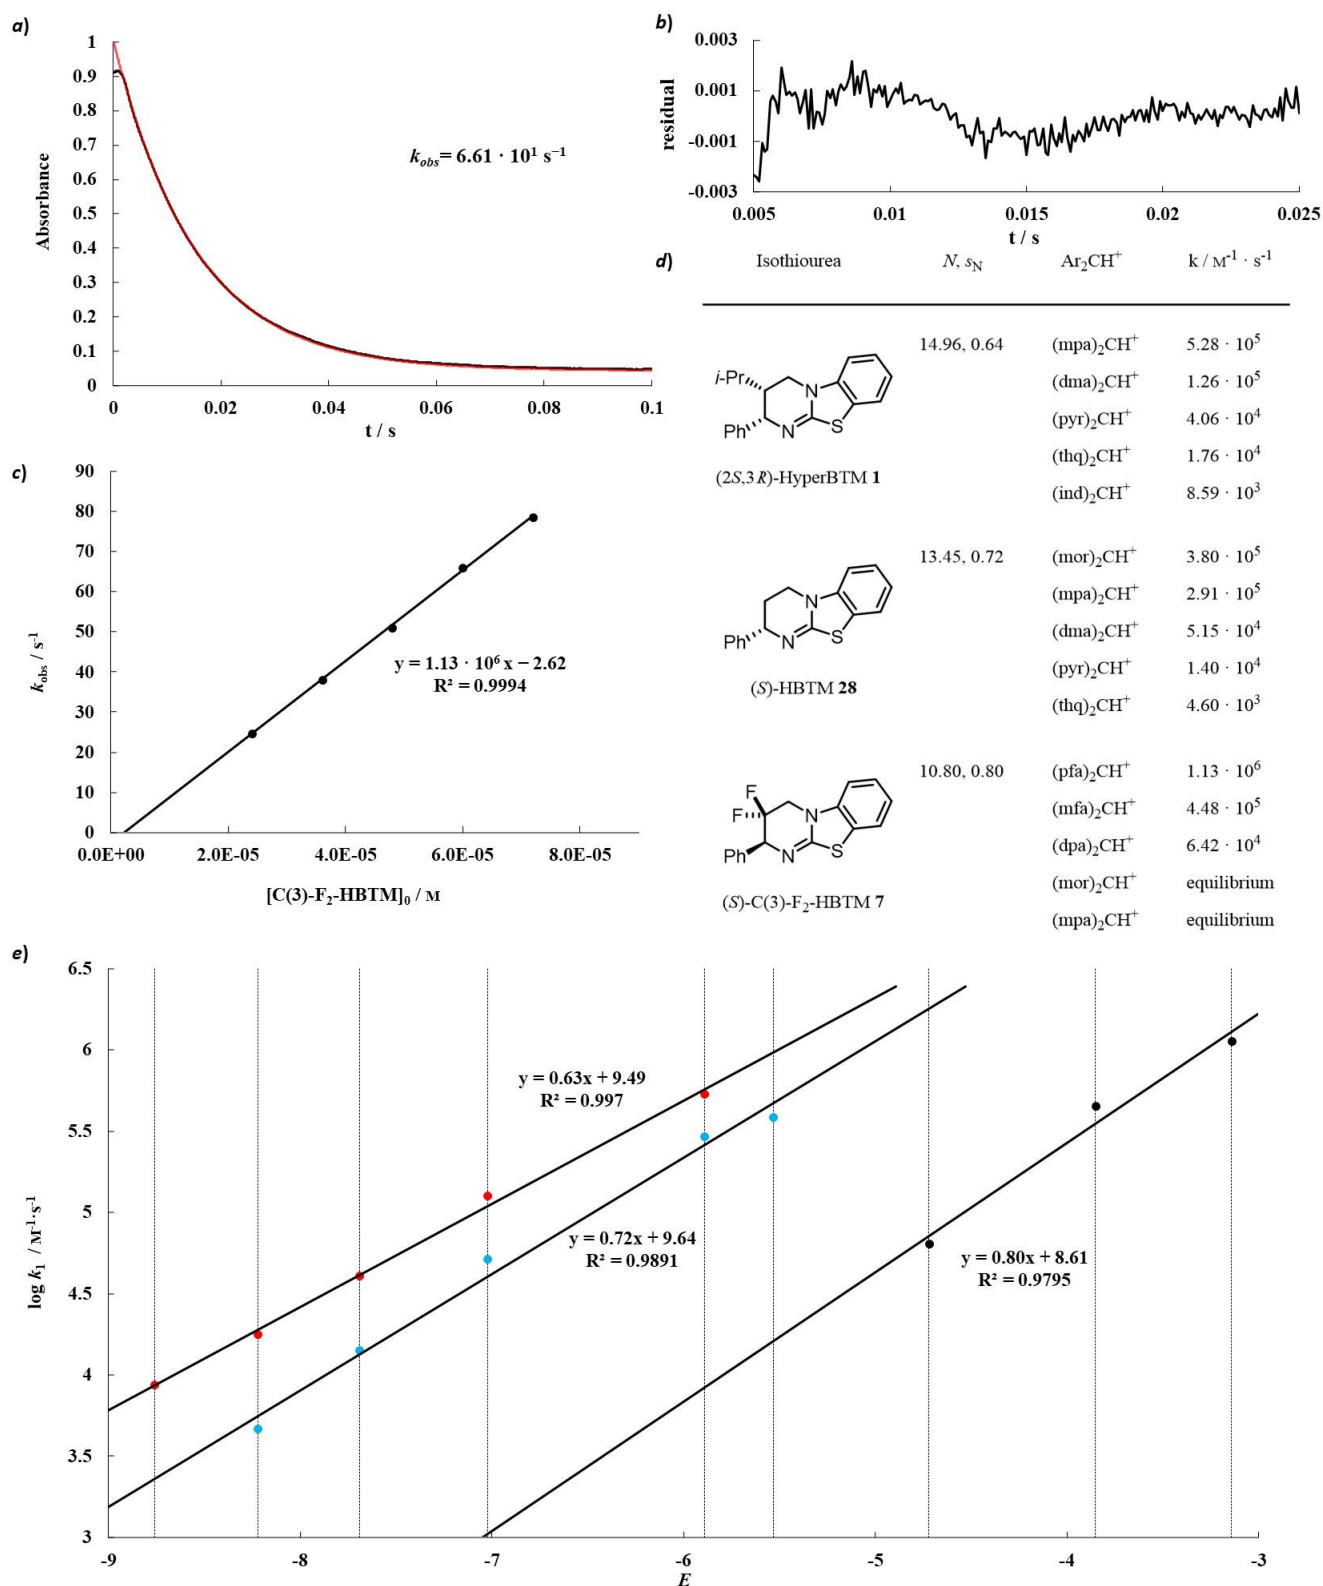 a)
1
0.9
0.8
0.7
0.6
0.5
0.4
0.3
0.2
0.1
0
Absorbance
k_obs = 6.61 · 10¹ s⁻¹
0 0.02 0.04 0.06 0.08 0.1
t / s
b)
0.003
0.001
-0.001
-0.003
residual
0.005 0.01 0.015 0.02 0.025
t / s
c)
90
80
70
60
50
40
30
20
10
0
k_obs / s⁻¹
y = 1.13 · 10⁶ x – 2.62
R² = 0.9994
0.0E+00 2.0E-05 4.0E-05 6.0E-05 8.0E-05
[C(3)-F₂-HBTM]₀ / M
d)
Isothiourea N, s_N Ar₂CH⁺ k / M⁻¹ · s⁻¹
14.96, 0.64 (mpa)₂CH⁺ 5.28 · 10⁵
(dma)₂CH⁺ 1.26 · 10⁵
(pyr)₂CH⁺ 4.06 · 10⁴
(thq)₂CH⁺ 1.76 · 10⁴
(ind)₂CH⁺ 8.59 · 10³
i-Pr
N
Ph
N
S
(2S,3R)-HyperBTM 1
13.45, 0.72 (mor)₂CH⁺ 3.80 · 10⁵
(mpa)₂CH⁺ 2.91 · 10⁵
(dma)₂CH⁺ 5.15 · 10⁴
(pyr)₂CH⁺ 1.40 · 10⁴
(thq)₂CH⁺ 4.60 · 10³
N
Ph
N
S
(S)-HBTM 28
10.80, 0.80 (pfa)₂CH⁺ 1.13 · 10⁶
(mfa)₂CH⁺ 4.48 · 10⁵
(dpa)₂CH⁺ 6.42 · 10⁴
(mor)₂CH⁺ equilibrium
(mpa)₂CH⁺ equilibrium
F
F
N
Ph
N
S
(S)-C(3)-F₂-HBTM 7
e)
6.5
6
5.5
5
4.5
4
3.5
3
log k₁ / M⁻¹·s⁻¹
y = 0.63x + 9.49
R² = 0.997
y = 0.72x + 9.64
R² = 0.9891
y = 0.80x + 8.61
R² = 0.9795
-9 -8 -7 -6 -5 -4 -3
E